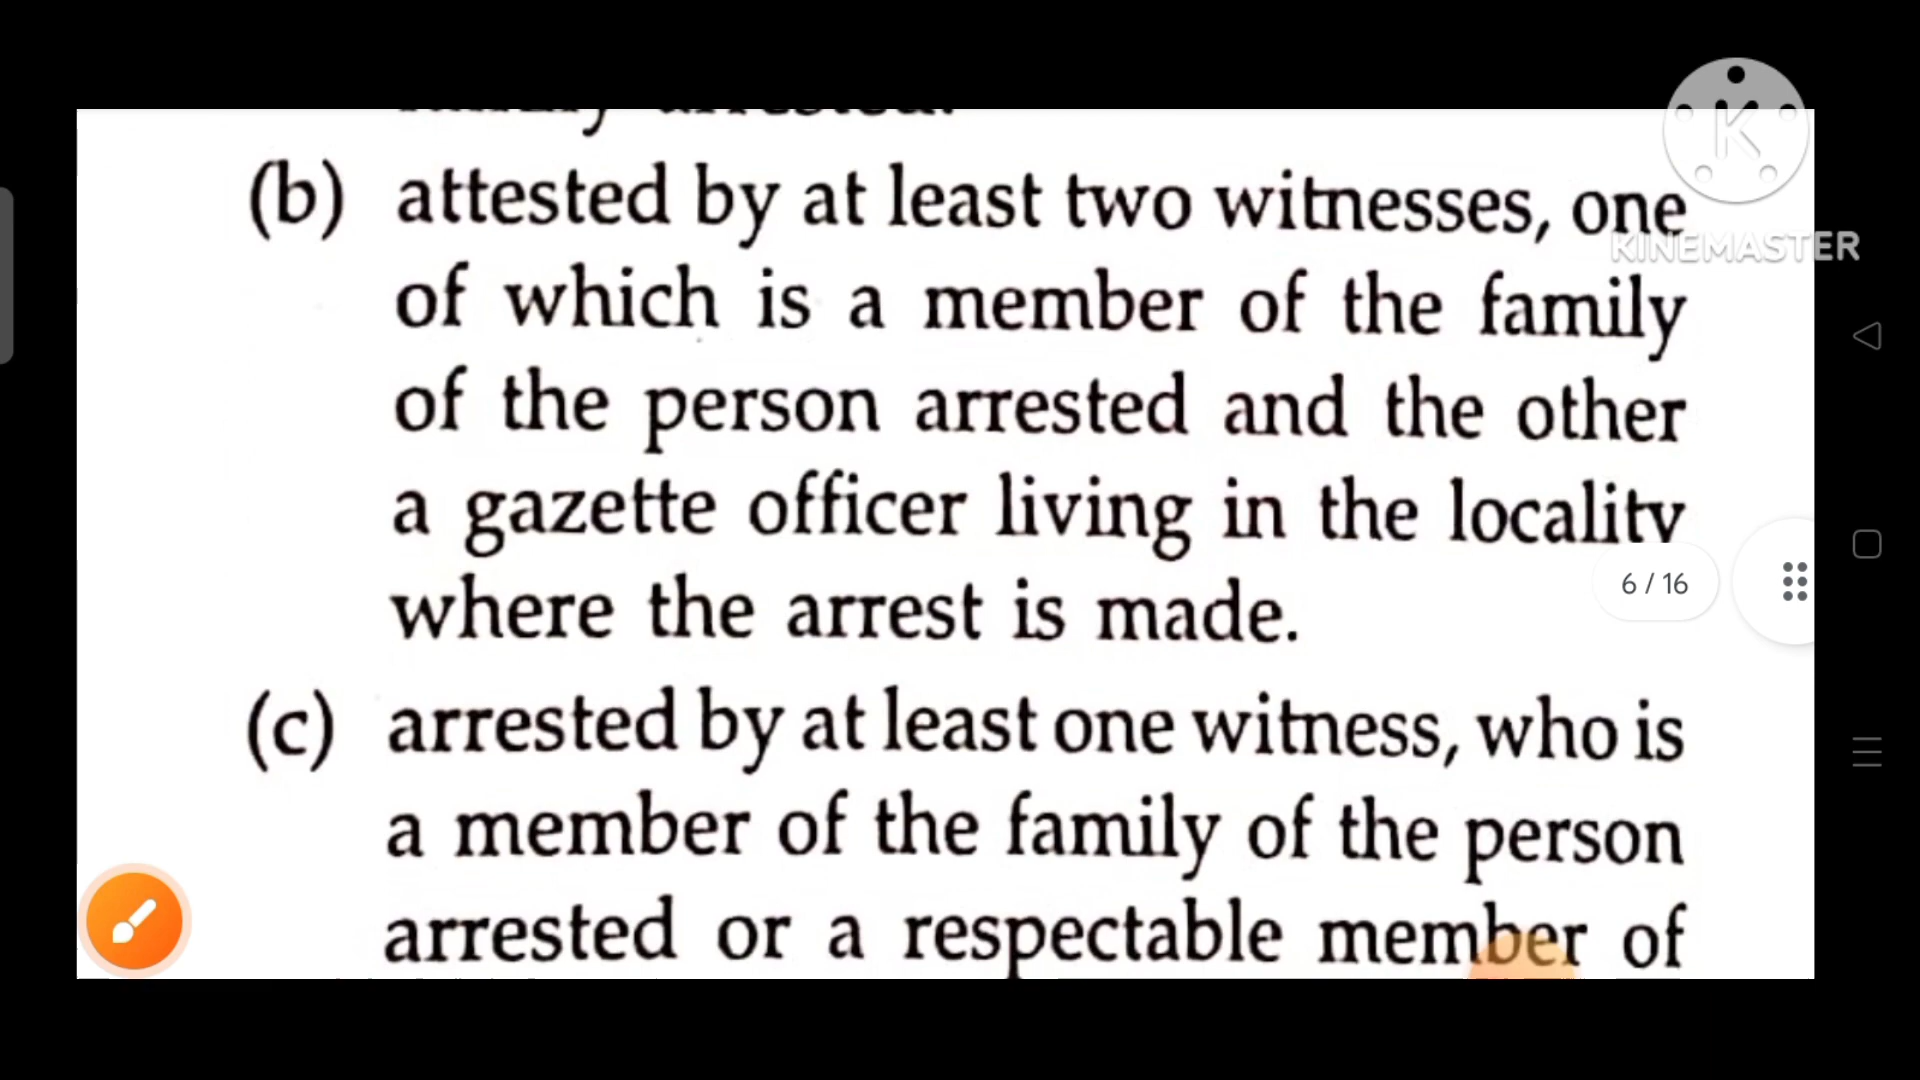 (b) attested by at least two witnesses, one
of which is a member of the family
of the person arrested and the other
a gazette officer living in the locality
where the arrest is made.
(c) arrested by at least one witness, who is
a member of the family of the person
arrested or a respectable member of
K
KINEMASTER
6 / 16